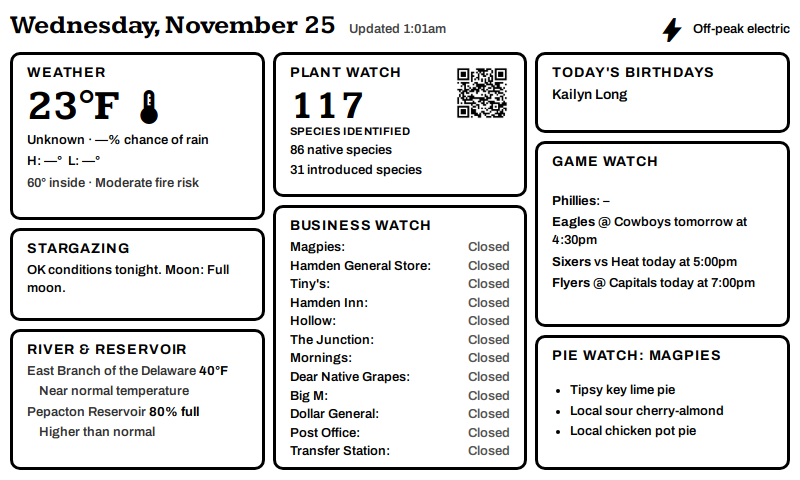 Wednesday, November 25 Updated 1:01am
Off-peak electric
WEATHER
23°F
Unknown · —% chance of rain
H: —° L: —°
60° inside · Moderate fire risk
STARGAZING
OK conditions tonight. Moon: Full
moon.
RIVER & RESERVOIR
East Branch of the Delaware 40°F
Near normal temperature
Pepacton Reservoir 80% full
Higher than normal
PLANT WATCH
117
SPECIES IDENTIFIED
86 native species
31 introduced species
BUSINESS WATCH
Magpies: Closed
Hamden General Store: Closed
Tiny's: Closed
Hamden Inn: Closed
Hollow: Closed
The Junction: Closed
Mornings: Closed
Dear Native Grapes: Closed
Big M: Closed
Dollar General: Closed
Post Office: Closed
Transfer Station: Closed
TODAY'S BIRTHDAYS
Kailyn Long
GAME WATCH
Phillies: –
Eagles @ Cowboys tomorrow at
4:30pm
Sixers vs Heat today at 5:00pm
Flyers @ Capitals today at 7:00pm
PIE WATCH: MAGPIES
• Tipsy key lime pie
• Local sour cherry-almond
• Local chicken pot pie